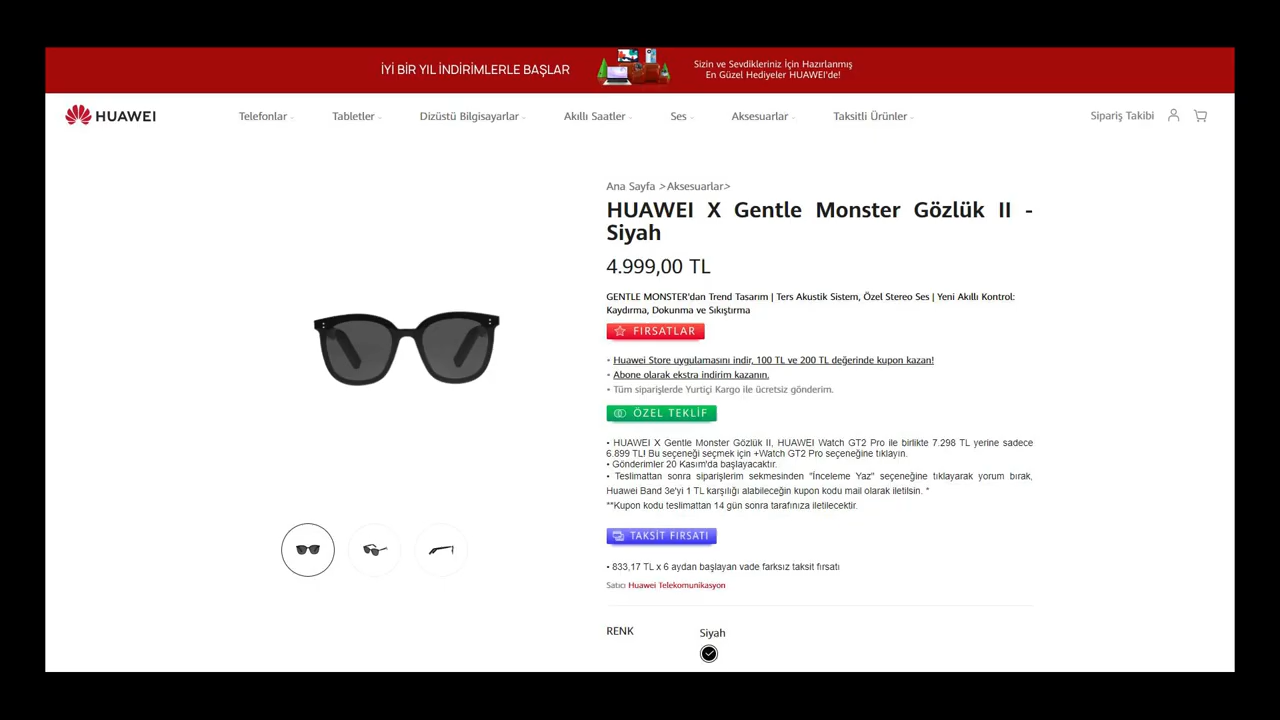 İYİ BİR YIL İNDİRİMLERLE BAŞLAR
Sizin ve Sevdikleriniz İçin Hazırlanmış
En Güzel Hediyeler HUAWEI'de!
HUAWEI
Telefonlar
Tabletler
Dizüstü Bilgisayarlar
Akıllı Saatler
Ses
Aksesuarlar
Taksitli Ürünler
Sipariş Takibi
Ana Sayfa >Aksesuarlar>
HUAWEI X Gentle Monster Gözlük II -
Siyah
4.999,00 TL
GENTLE MONSTER'dan Trend Tasarım | Ters Akustik Sistem, Özel Stereo Ses | Yeni Akıllı Kontrol:
Kaydırma, Dokunma ve Sıkıştırma
FIRSATLAR
• Huawei Store uygulamasını indir, 100 TL ve 200 TL değerinde kupon kazan!
• Abone olarak ekstra indirim kazanın.
• Tüm siparişlerde Yurtiçi Kargo ile ücretsiz gönderim.
ÖZEL TEKLİF
• HUAWEI X Gentle Monster Gözlük II, HUAWEI Watch GT2 Pro ile birlikte 7.298 TL yerine sadece
6.899 TL! Bu seçeneği seçmek için +Watch GT2 Pro seçeneğine tıklayın.
• Gönderimler 20 Kasım'da başlayacaktır.
• Teslimattan sonra siparişlerim sekmesinden "İnceleme Yaz" seçeneğine tıklayarak yorum bırak,
Huawei Band 3e'yi 1 TL karşılığı alabileceğin kupon kodu mail olarak iletilsin. *
**Kupon kodu teslimattan 14 gün sonra tarafınıza iletilecektir.
TAKSİT FIRSATI
• 833,17 TL x 6 aydan başlayan vade farksız taksit fırsatı
Satıcı Huawei Telekomunikasyon
RENK
Siyah